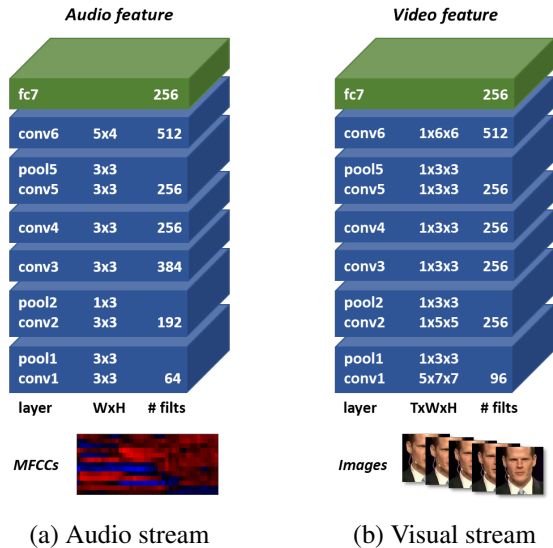 Audio feature
fc7 256
conv6 5x4 512
pool5 3x3
conv5 3x3 256
conv4 3x3 256
conv3 3x3 384
pool2 1x3
conv2 3x3 192
pool1 3x3
conv1 3x3 64
layer WxH # filts
MFCCs
(a) Audio stream
Video feature
fc7 256
conv6 1x6x6 512
pool5 1x3x3
conv5 1x3x3 256
conv4 1x3x3 256
conv3 1x3x3 256
pool2 1x3x3
conv2 1x5x5 256
pool1 1x3x3
conv1 5x7x7 96
layer TxWxH # filts
Images
(b) Visual stream